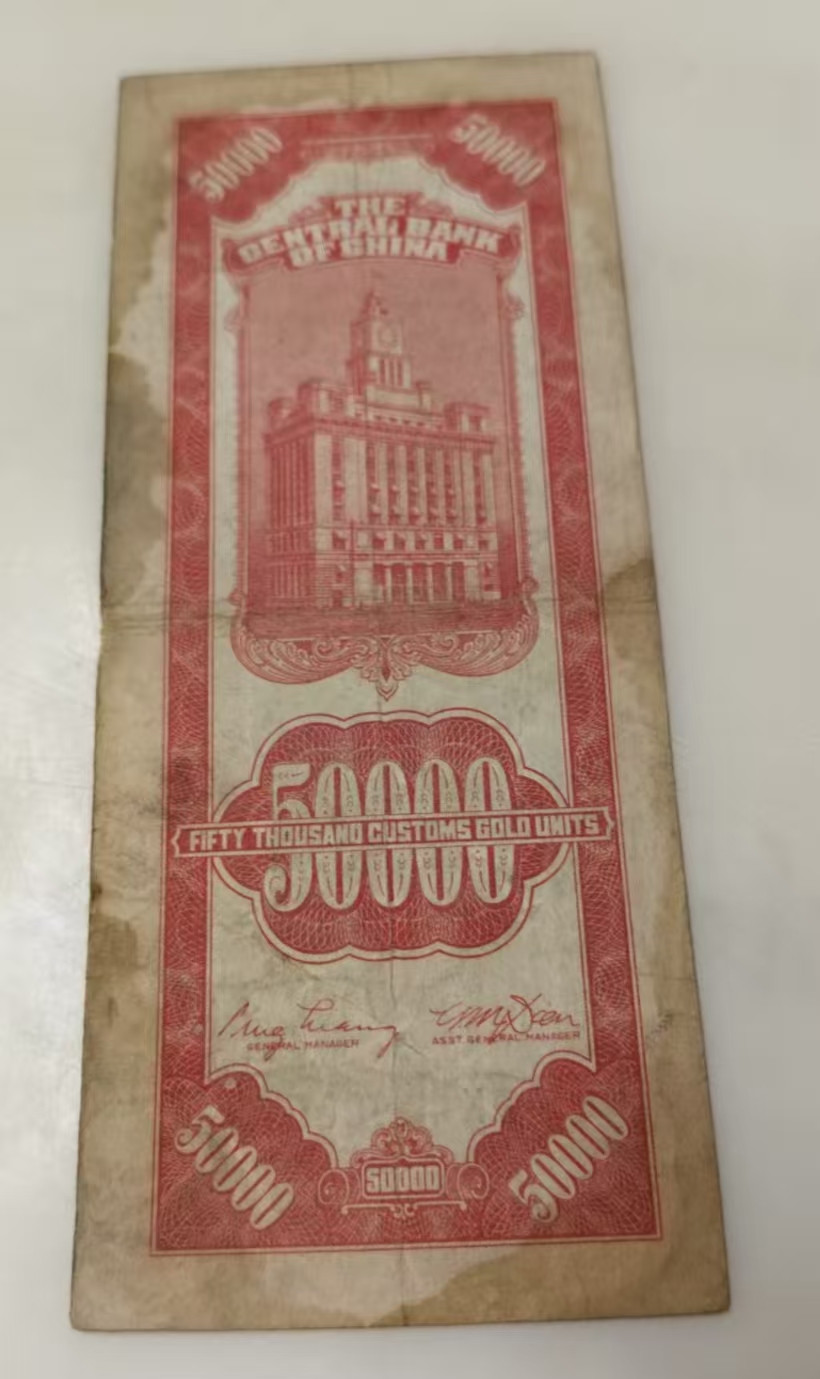 50000 50000
THE
CENTRAL BANK
OF CHINA
50000
FIFTY THOUSAND CUSTOMS GOLD UNITS
GENERAL MANAGER ASS'T GENERAL MANAGER
50000 50000 50000